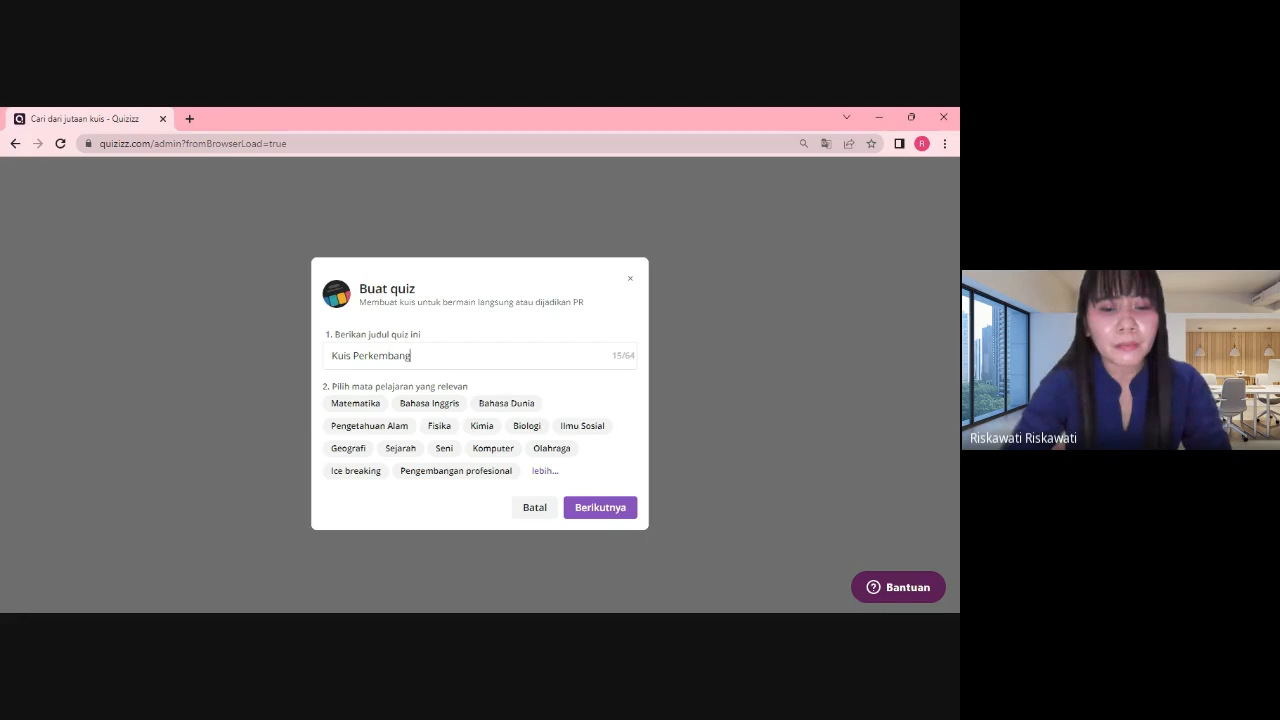 Cari dari jutaan kuis - Quizizz
quizizz.com/admin?fromBrowserLoad=true
R
Buat quiz
Membuat kuis untuk bermain langsung atau dijadikan PR
1. Berikan judul quiz ini
Kuis Perkembang 15/64
2. Pilih mata pelajaran yang relevan
Matematika Bahasa Inggris Bahasa Dunia
Pengetahuan Alam Fisika Kimia Biologi Ilmu Sosial
Geografi Sejarah Seni Komputer Olahraga
Ice breaking Pengembangan profesional lebih...
Batal Berikutnya
Riskawati Riskawati
Bantuan